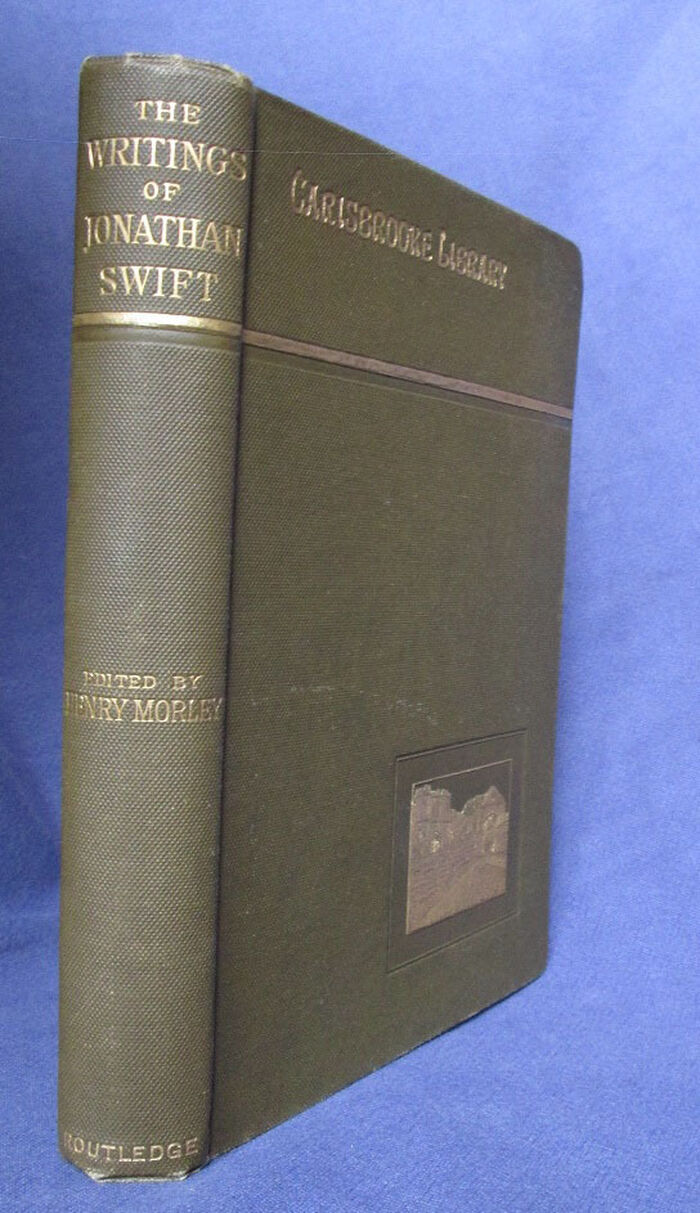 THE
WRITINGS
OF
JONATHAN
SWIFT
EDITED BY
HENRY MORLEY
ROUTLEDGE
CARISBROOKE LIBRARY